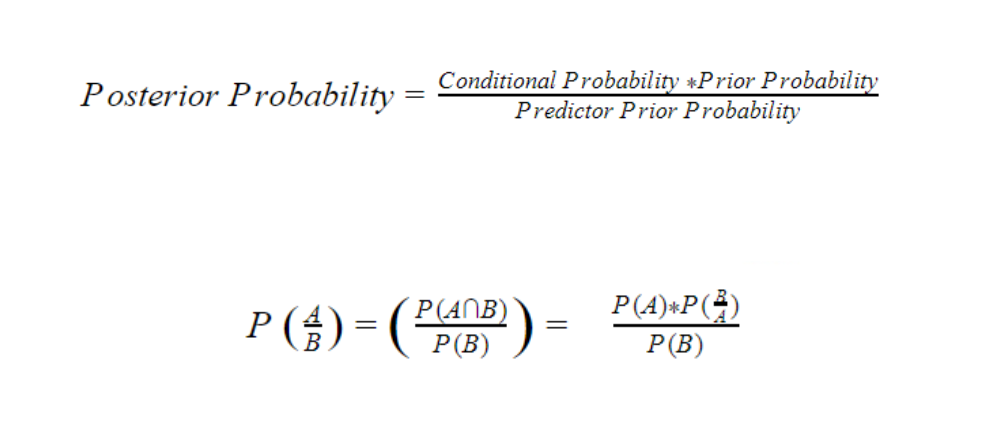 Posterior Probability = Conditional Probability *Prior Probability / Predictor Prior Probability
P (A/B) = (P(A∩B) / P(B)) = P(A)*P(B/A) / P(B)